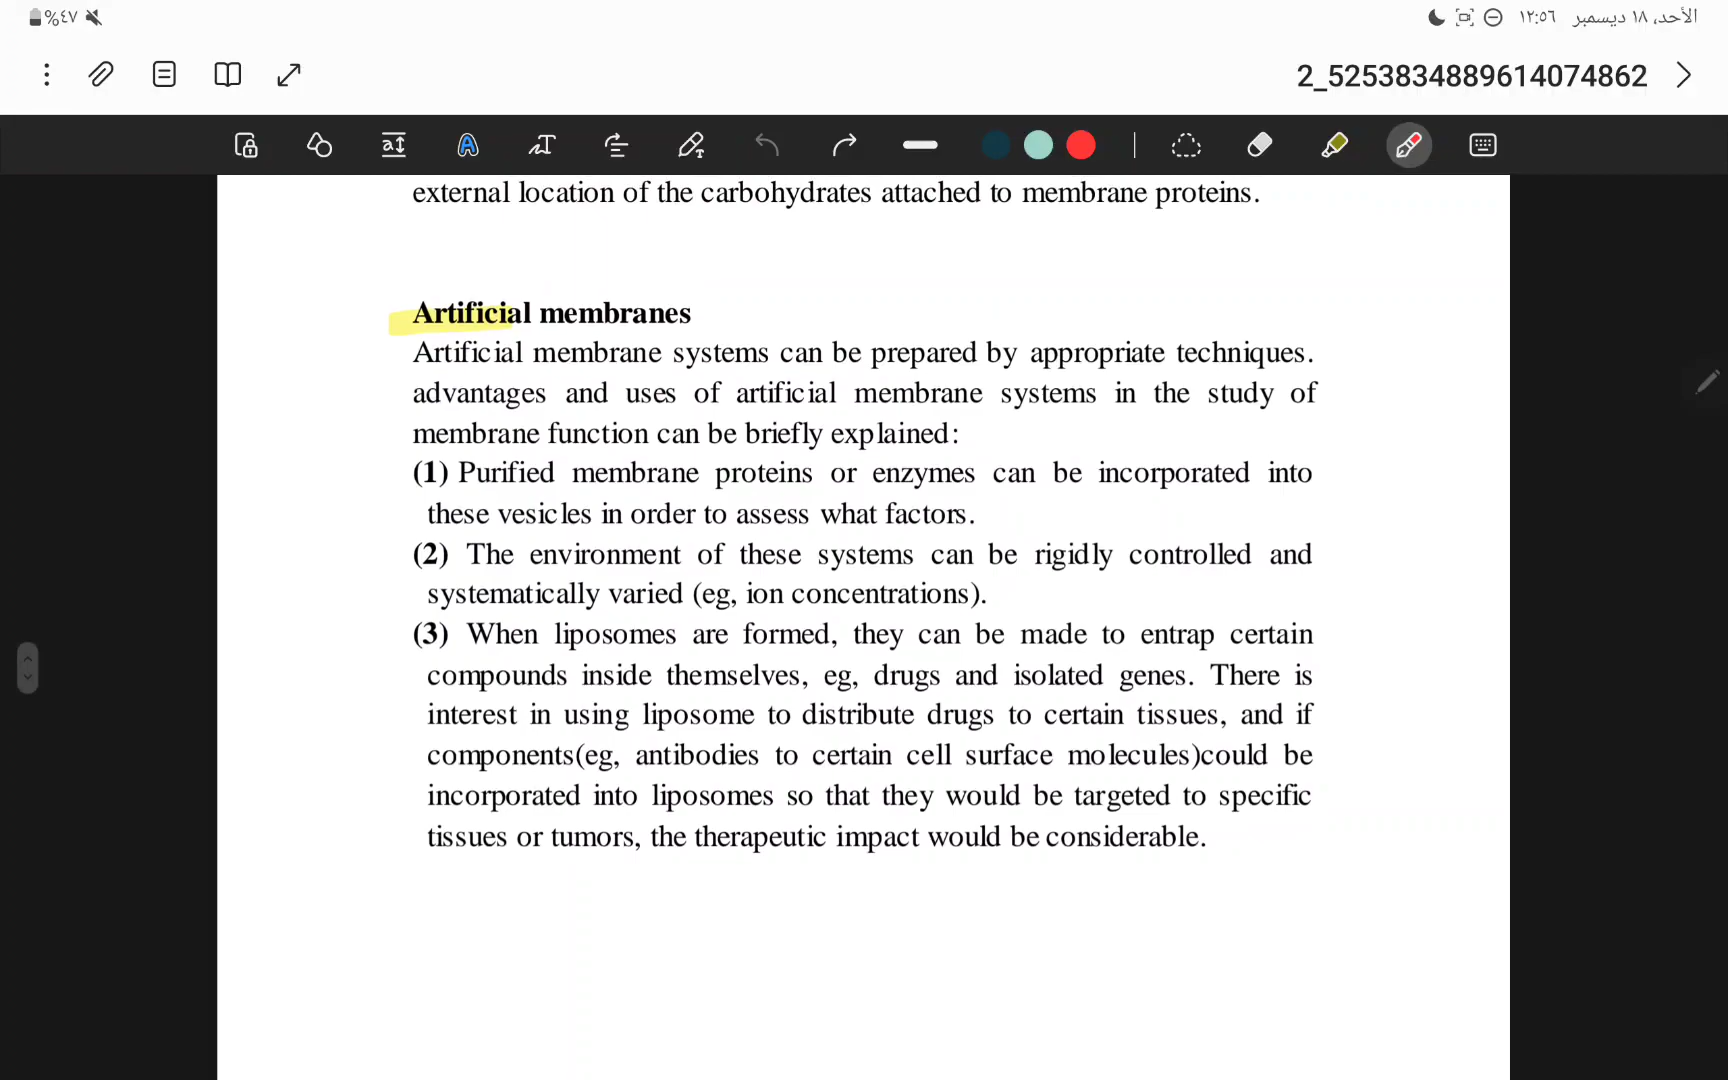 %٤٧
الأحد، ١٨ ديسمبر ١٢:٥٦
2_5253834889614074862
external location of the carbohydrates attached to membrane proteins.
Artificial membranes
Artificial membrane systems can be prepared by appropriate techniques.
advantages and uses of artificial membrane systems in the study of
membrane function can be briefly explained:
(1) Purified membrane proteins or enzymes can be incorporated into
these vesicles in order to assess what factors.
(2) The environment of these systems can be rigidly controlled and
systematically varied (eg, ion concentrations).
(3) When liposomes are formed, they can be made to entrap certain
compounds inside themselves, eg, drugs and isolated genes. There is
interest in using liposome to distribute drugs to certain tissues, and if
components(eg, antibodies to certain cell surface molecules)could be
incorporated into liposomes so that they would be targeted to specific
tissues or tumors, the therapeutic impact would be considerable.